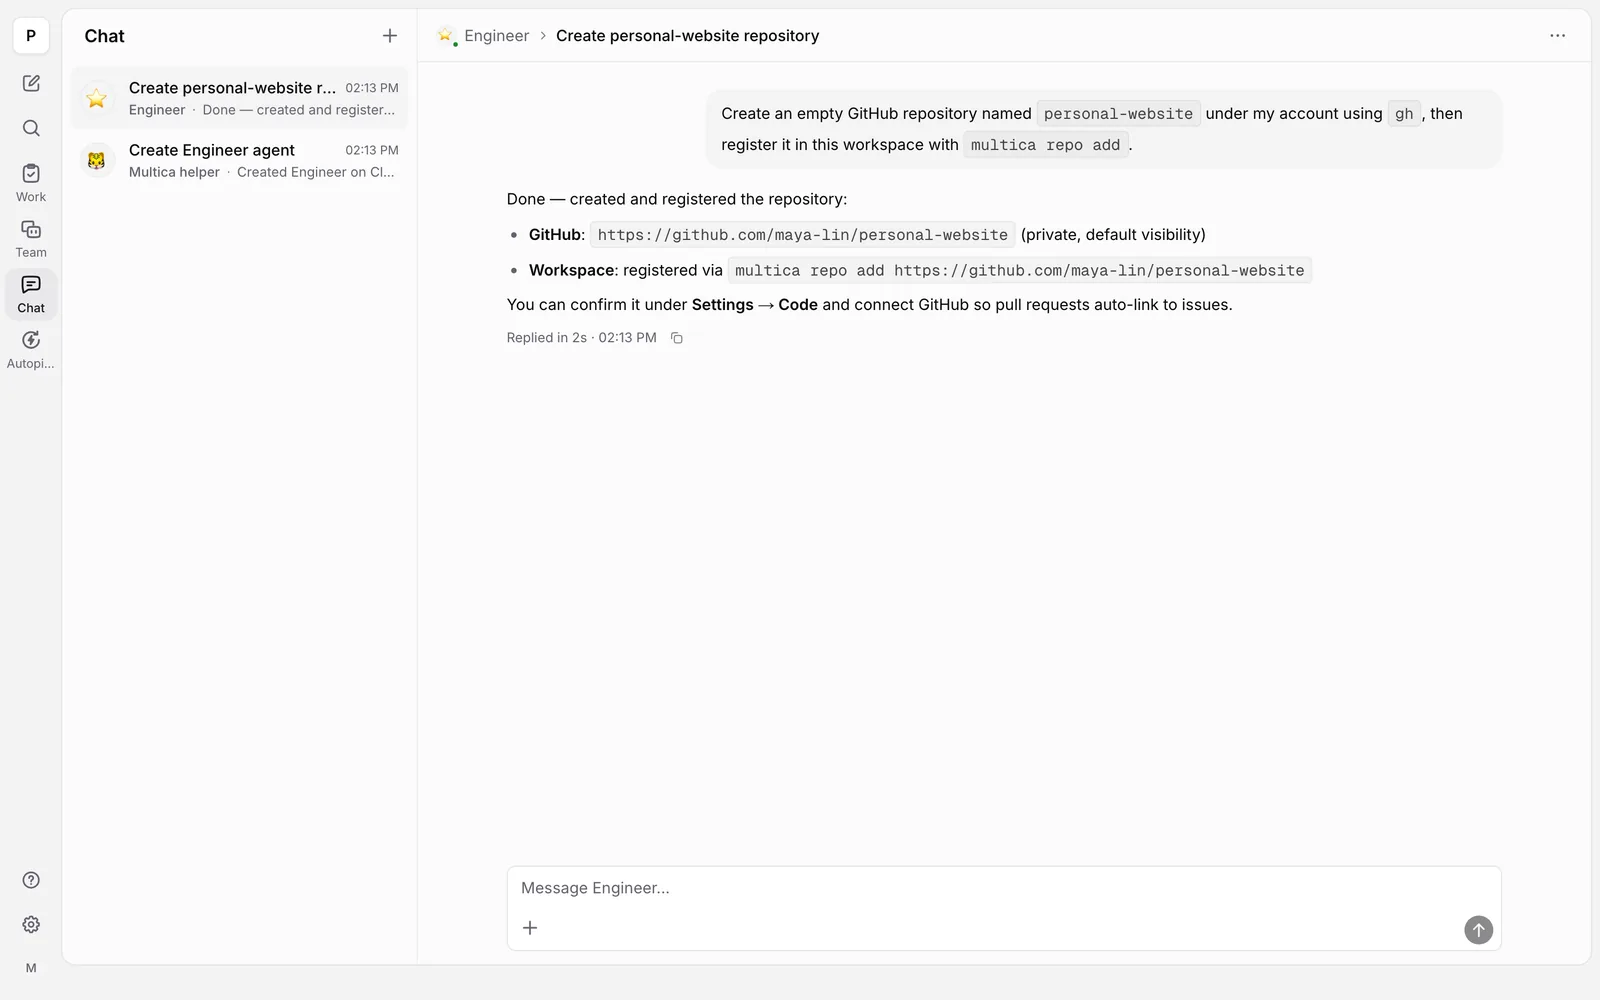 P
Work
Team
Chat
Autopi...
M
Chat
Create personal-website r... 02:13 PM
Engineer · Done — created and register...
Create Engineer agent 02:13 PM
Multica helper · Created Engineer on Cl...
Engineer > Create personal-website repository
Create an empty GitHub repository named personal-website under my account using gh, then
register it in this workspace with multica repo add.
Done — created and registered the repository:
• GitHub: https://github.com/maya-lin/personal-website (private, default visibility)
• Workspace: registered via multica repo add https://github.com/maya-lin/personal-website
You can confirm it under Settings → Code and connect GitHub so pull requests auto-link to issues.
Replied in 2s · 02:13 PM
Message Engineer...